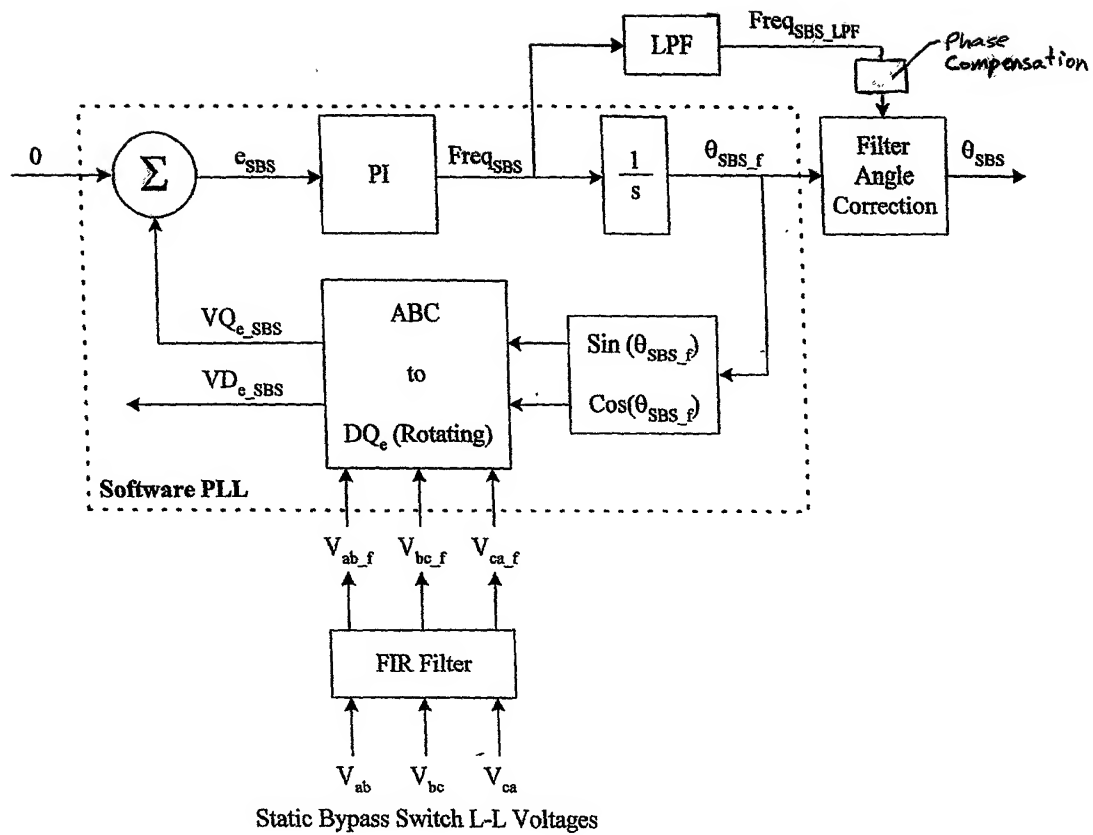 Freq_SBS_LPF
LPF
Phase
Compensation
0
Σ
e_SBS
PI
Freq_SBS
1
s
θ_SBS_f
Filter
Angle
Correction
θ_SBS
VQ_e_SBS
VD_e_SBS
ABC
to
DQ_e (Rotating)
Sin (θ_SBS_f)
Cos(θ_SBS_f)
Software PLL
V_ab_f V_bc_f V_ca_f
FIR Filter
V_ab V_bc V_ca
Static Bypass Switch L-L Voltages